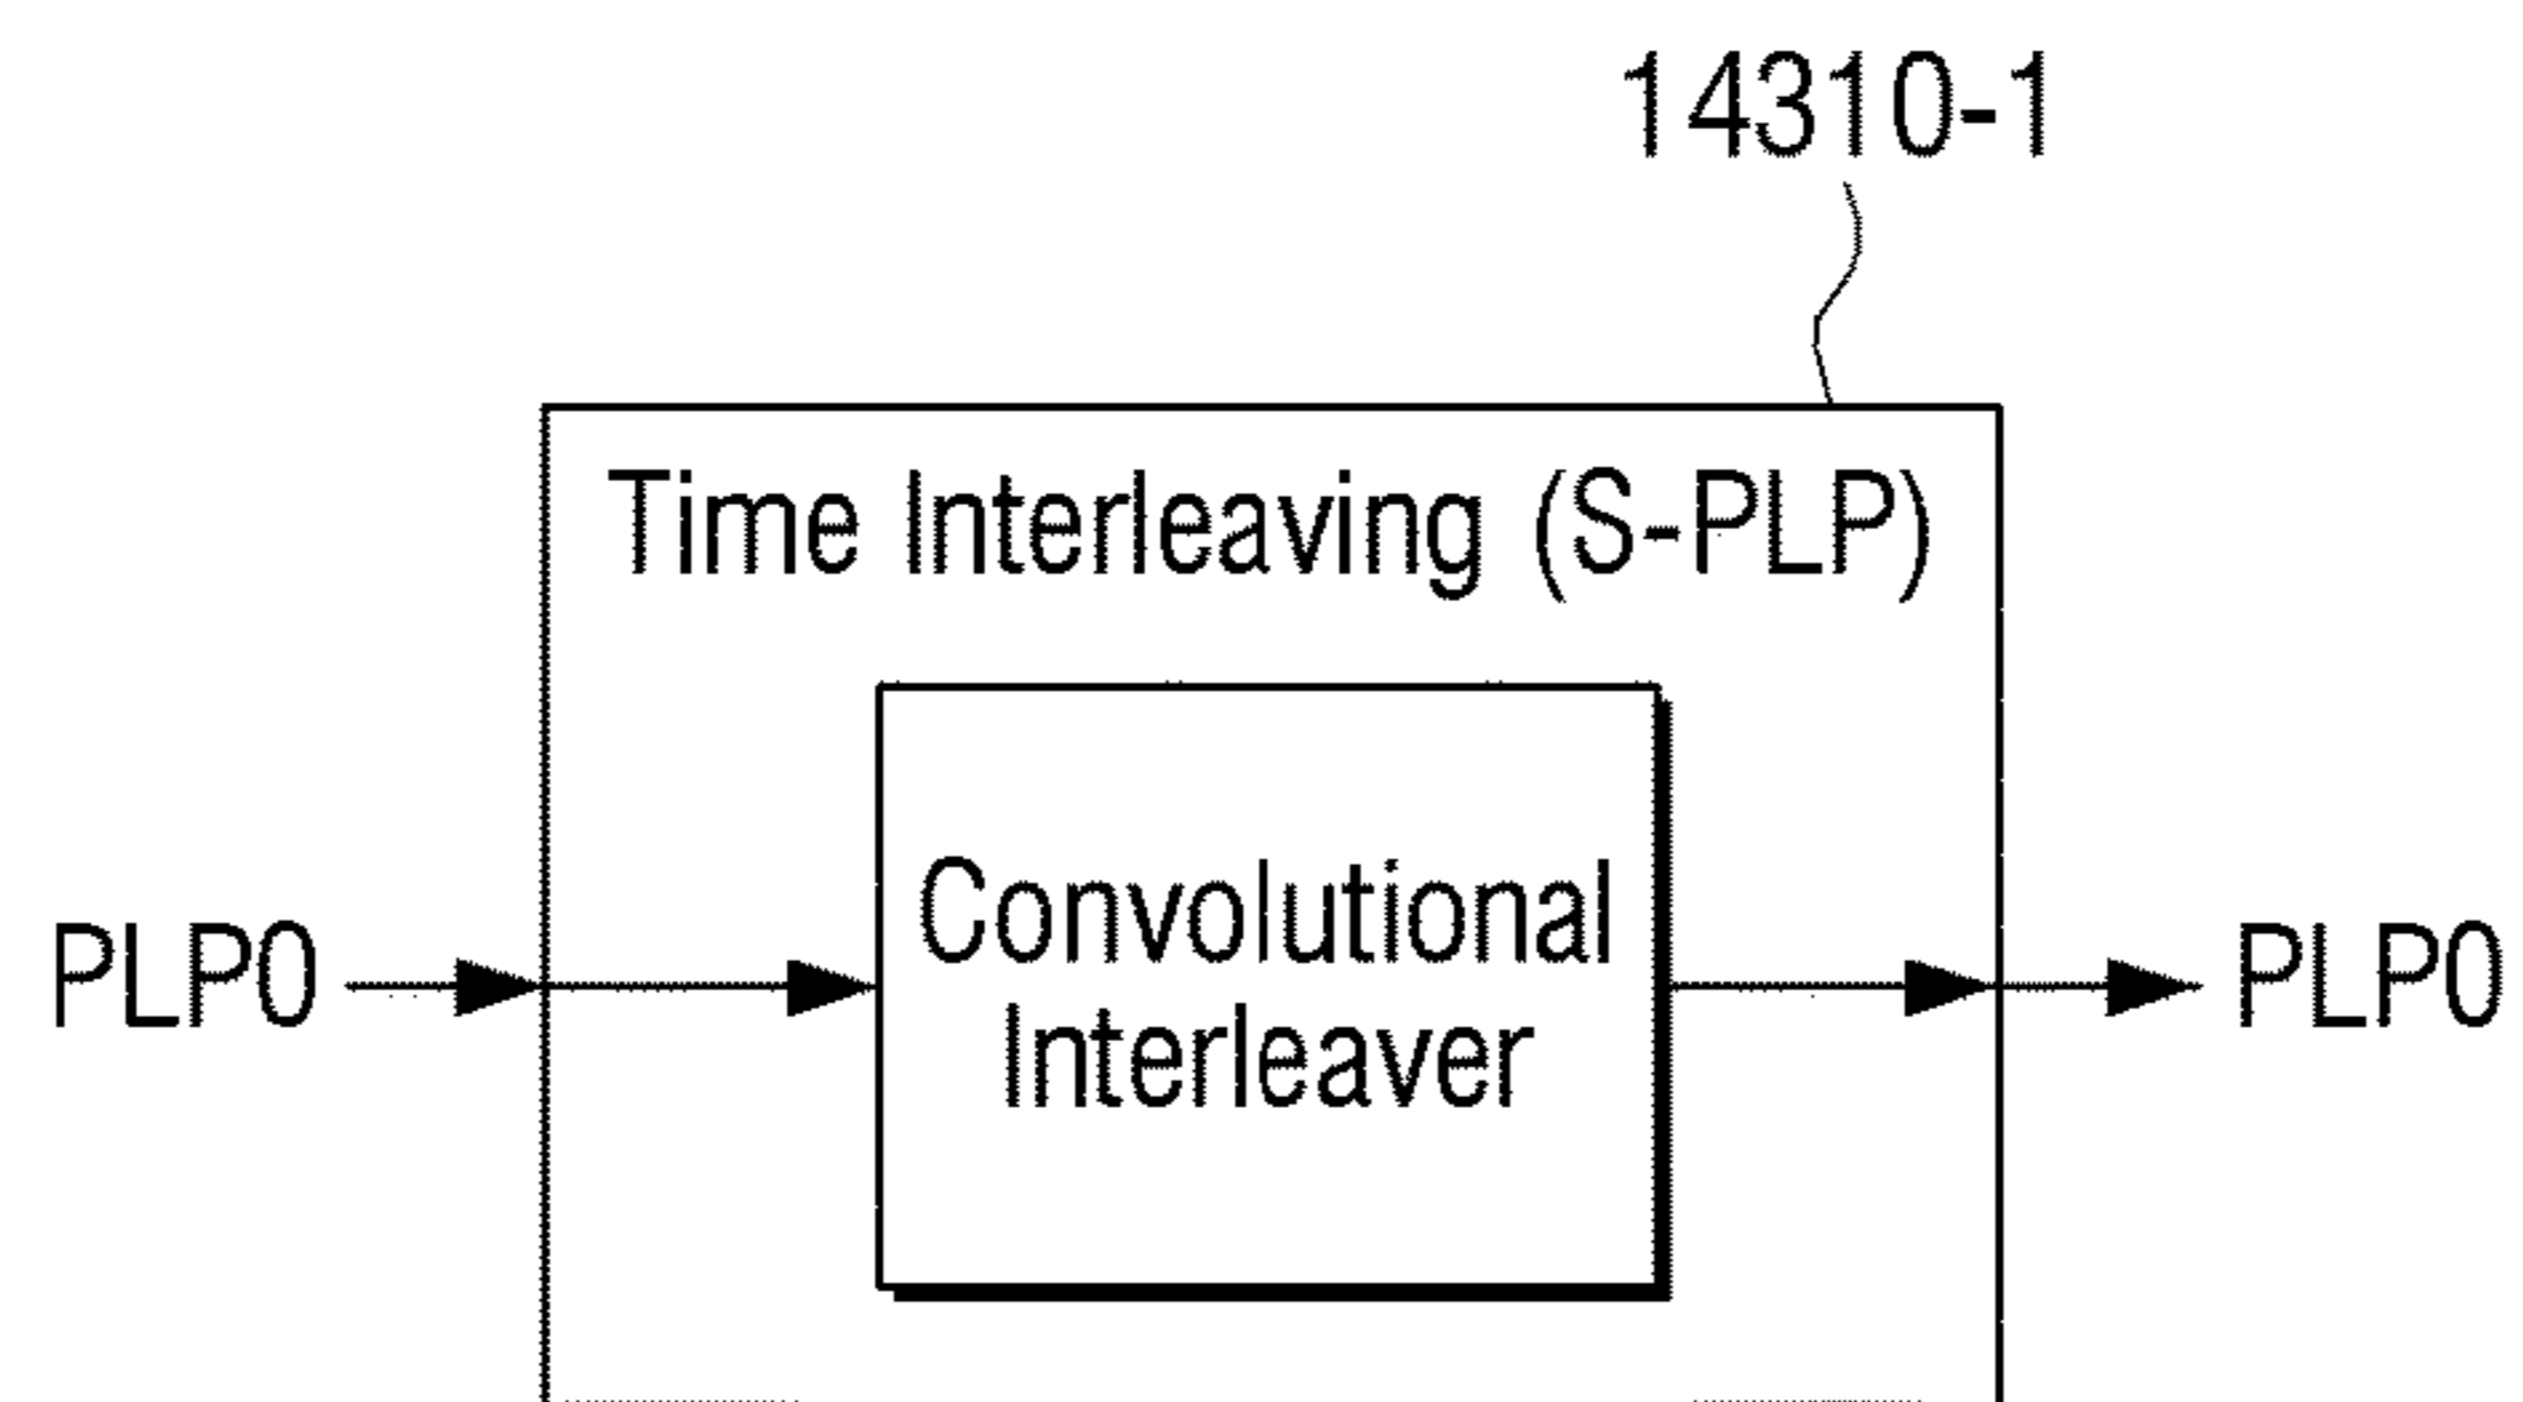 14310-1
Time Interleaving (S-PLP)
PLP0
Convolutional
Interleaver
PLP0